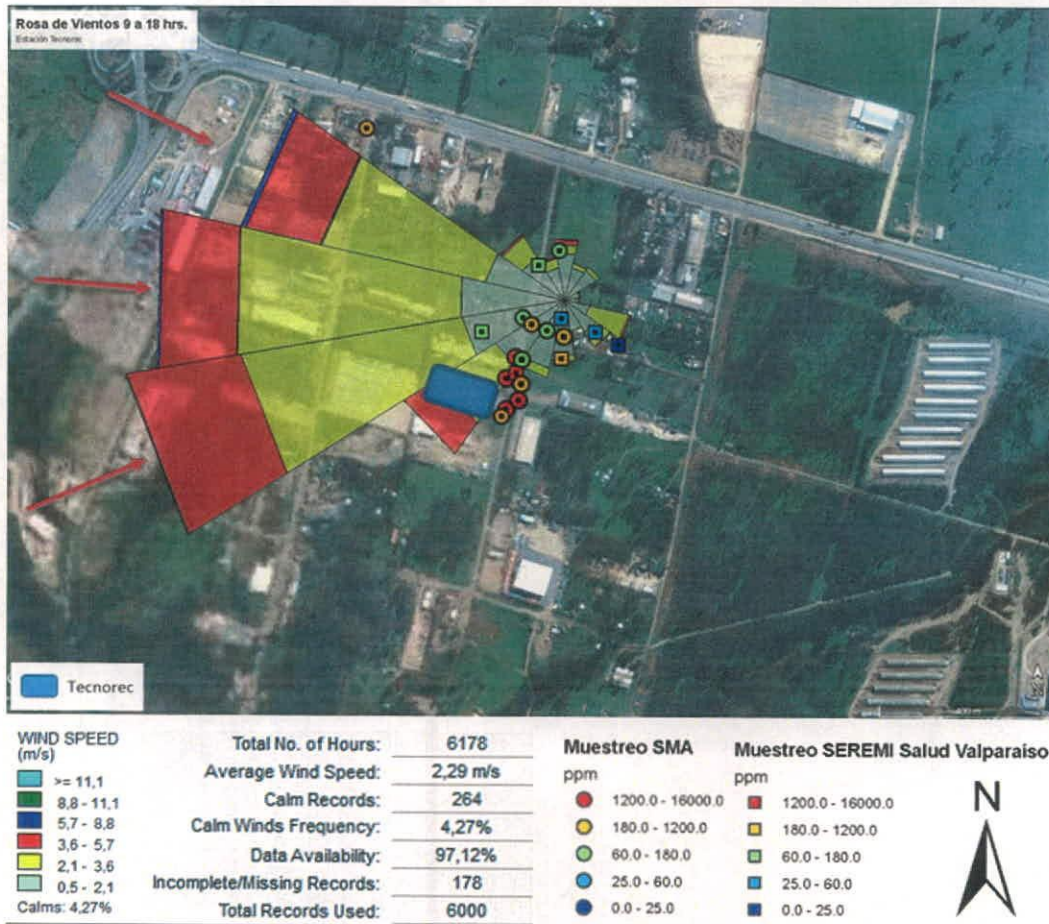 Rosa de Vientos 9 a 18 hrs.
Estación Tecnorec
Tecnorec
WIND SPEED
(m/s)
>= 11,1
8,8 - 11,1
5,7 - 8,8
3,6 - 5,7
2,1 - 3,6
0,5 - 2,1
Calms: 4,27%
Total No. of Hours: 6178
Average Wind Speed: 2,29 m/s
Calm Records: 264
Calm Winds Frequency: 4,27%
Data Availability: 97,12%
Incomplete/Missing Records: 178
Total Records Used: 6000
Muestreo SMA
ppm
1200.0 - 16000.0
180.0 - 1200.0
60.0 - 180.0
25.0 - 60.0
0.0 - 25.0
Muestreo SEREMI Salud Valparaiso
ppm
1200.0 - 16000.0
180.0 - 1200.0
60.0 - 180.0
25.0 - 60.0
0.0 - 25.0
N